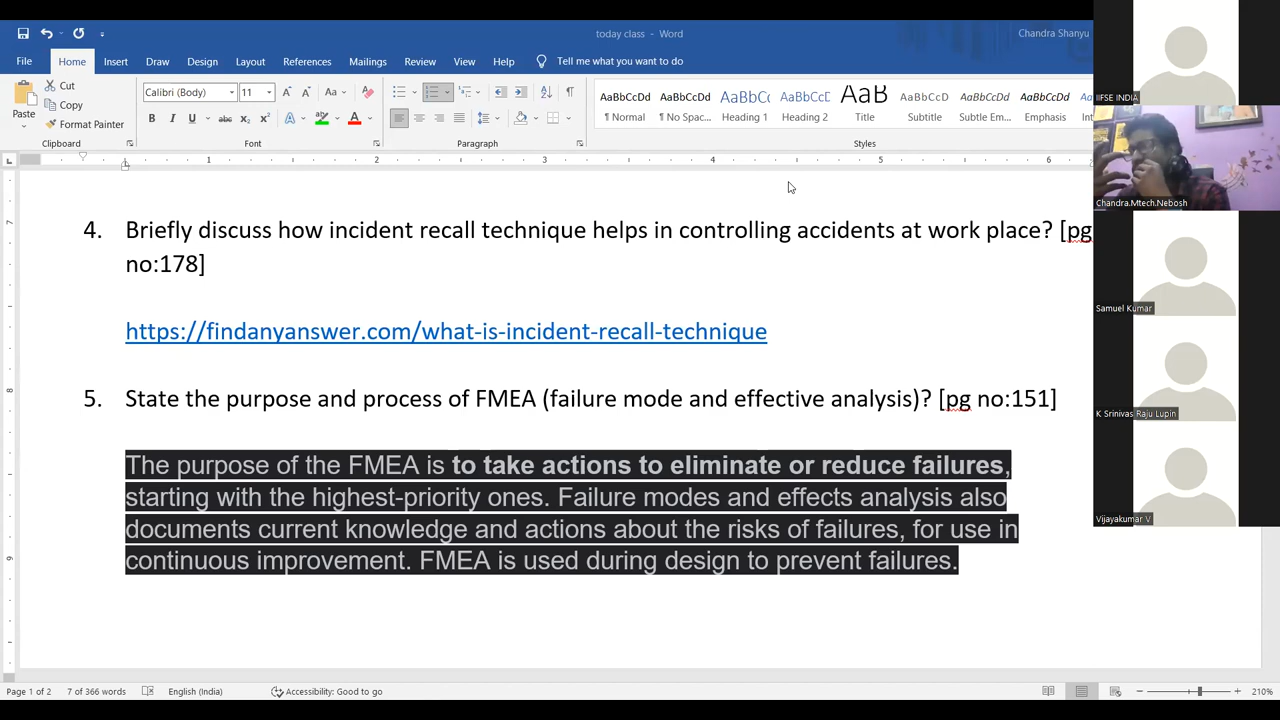 today class - Word
Chandra Shanyu
File Home Insert Draw Design Layout References Mailings Review View Help Tell me what you want to do
Cut
Copy
Format Painter
Paste
Clipboard
Calibri (Body) 11
Font
Paragraph
AaBbCcDd AaBbCcDd AaBbCc AaBbCcD AaB AaBbCcD AaBbCcDd AaBbCcDd
¶ Normal ¶ No Spac... Heading 1 Heading 2 Title Subtitle Subtle Em... Emphasis
Styles
1 2 3 4 5 6
4. Briefly discuss how incident recall technique helps in controlling accidents at work place? [pg
no:178]
https://findanyanswer.com/what-is-incident-recall-technique
5. State the purpose and process of FMEA (failure mode and effective analysis)? [pg no:151]
The purpose of the FMEA is to take actions to eliminate or reduce failures,
starting with the highest-priority ones. Failure modes and effects analysis also
documents current knowledge and actions about the risks of failures, for use in
continuous improvement. FMEA is used during design to prevent failures.
Page 1 of 2 7 of 366 words English (India) Accessibility: Good to go 210%
IIFSE INDIA
Chandra.Mtech.Nebosh
Samuel Kumar
K Srinivas Raju Lupin
Vijayakumar V